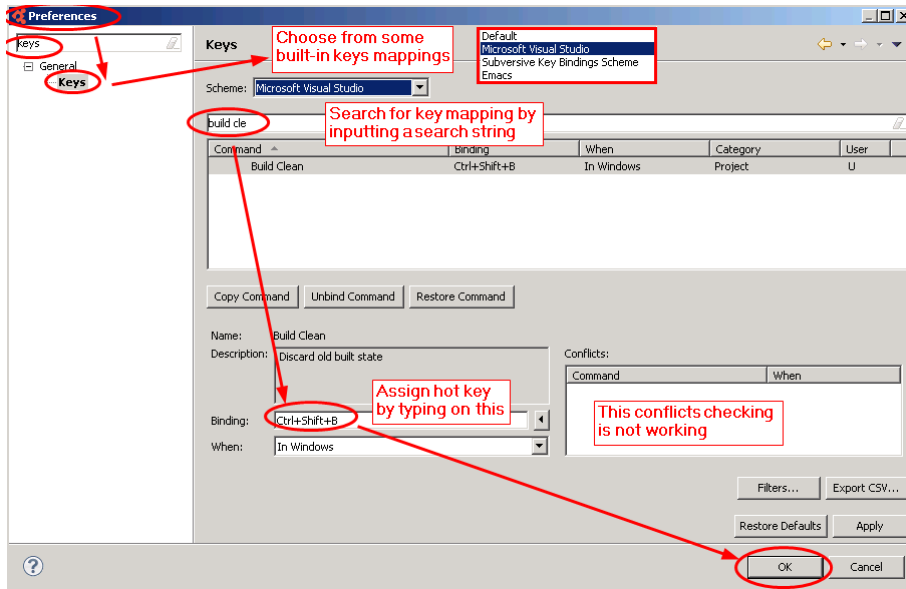 Preferences
keys
General
Keys
Keys
Choose from some
built-in keys mappings
Default
Microsoft Visual Studio
Subversive Key Bindings Scheme
Emacs
Scheme: Microsoft Visual Studio
build cle
Search for key mapping by
inputting a search string
Command Binding When Category User
Build Clean Ctrl+Shift+B In Windows Project U
Copy Command Unbind Command Restore Command
Name: Build Clean
Description: Discard old built state
Conflicts:
Command When
Assign hot key
by typing on this
This conflicts checking
is not working
Binding: Ctrl+Shift+B
When: In Windows
Filters... Export CSV...
Restore Defaults Apply
? OK Cancel